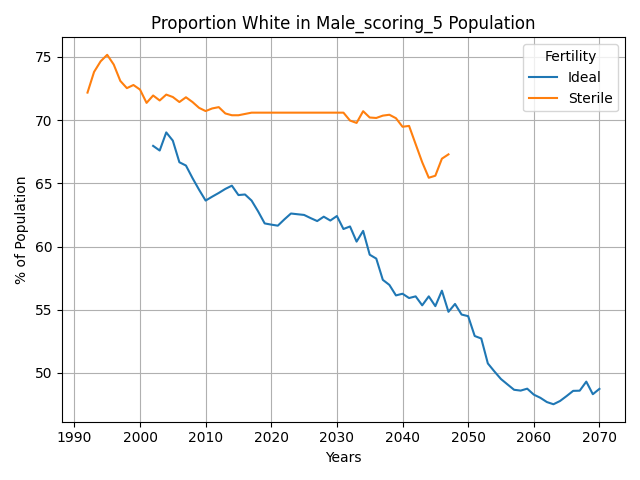 Proportion White in Male_scoring_5 Population
Fertility
Ideal
Sterile
% of Population
75
70
65
60
55
50
1990
2000
2010
2020
2030
2040
2050
2060
2070
Years